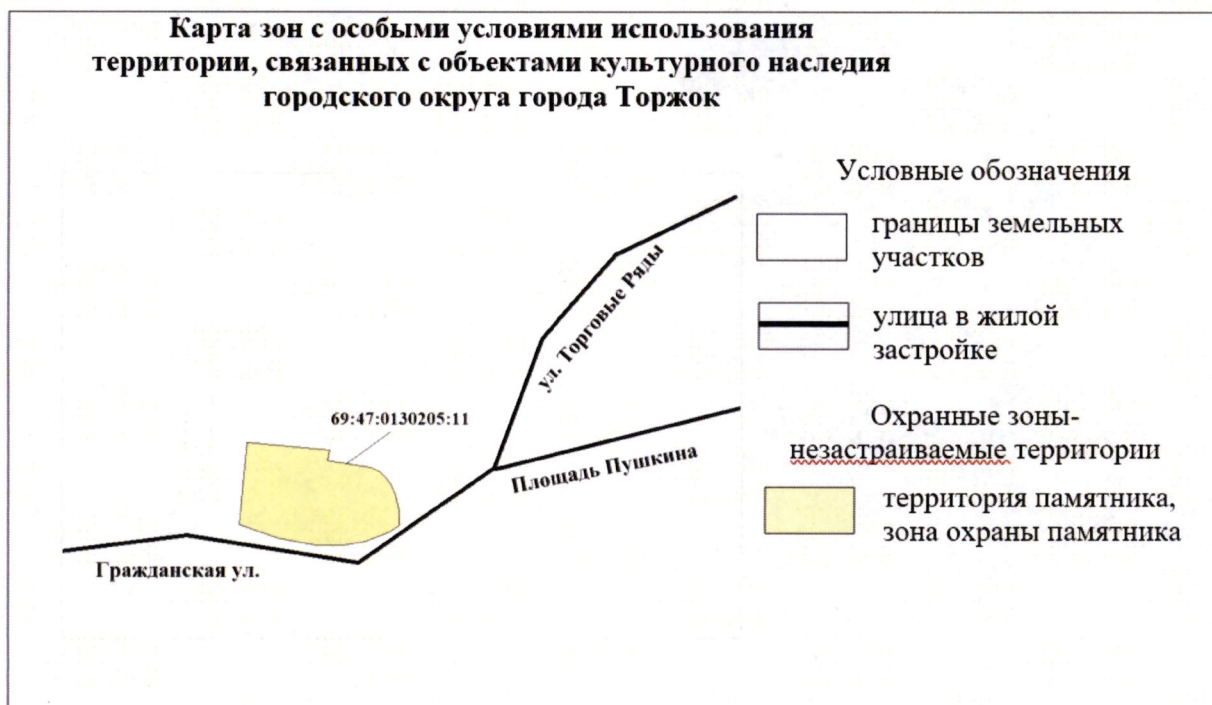 Карта зон с особыми условиями использования
территории, связанных с объектами культурного наследия
городского округа города Торжок
Условные обозначения
границы земельных
участков
улица в жилой
застройке
Охранные зоны-
незастраиваемые территории
территория памятника,
зона охраны памятника
ул. Торговые Ряды
69:47:0130205:11
Площадь Пушкина
Гражданская ул.